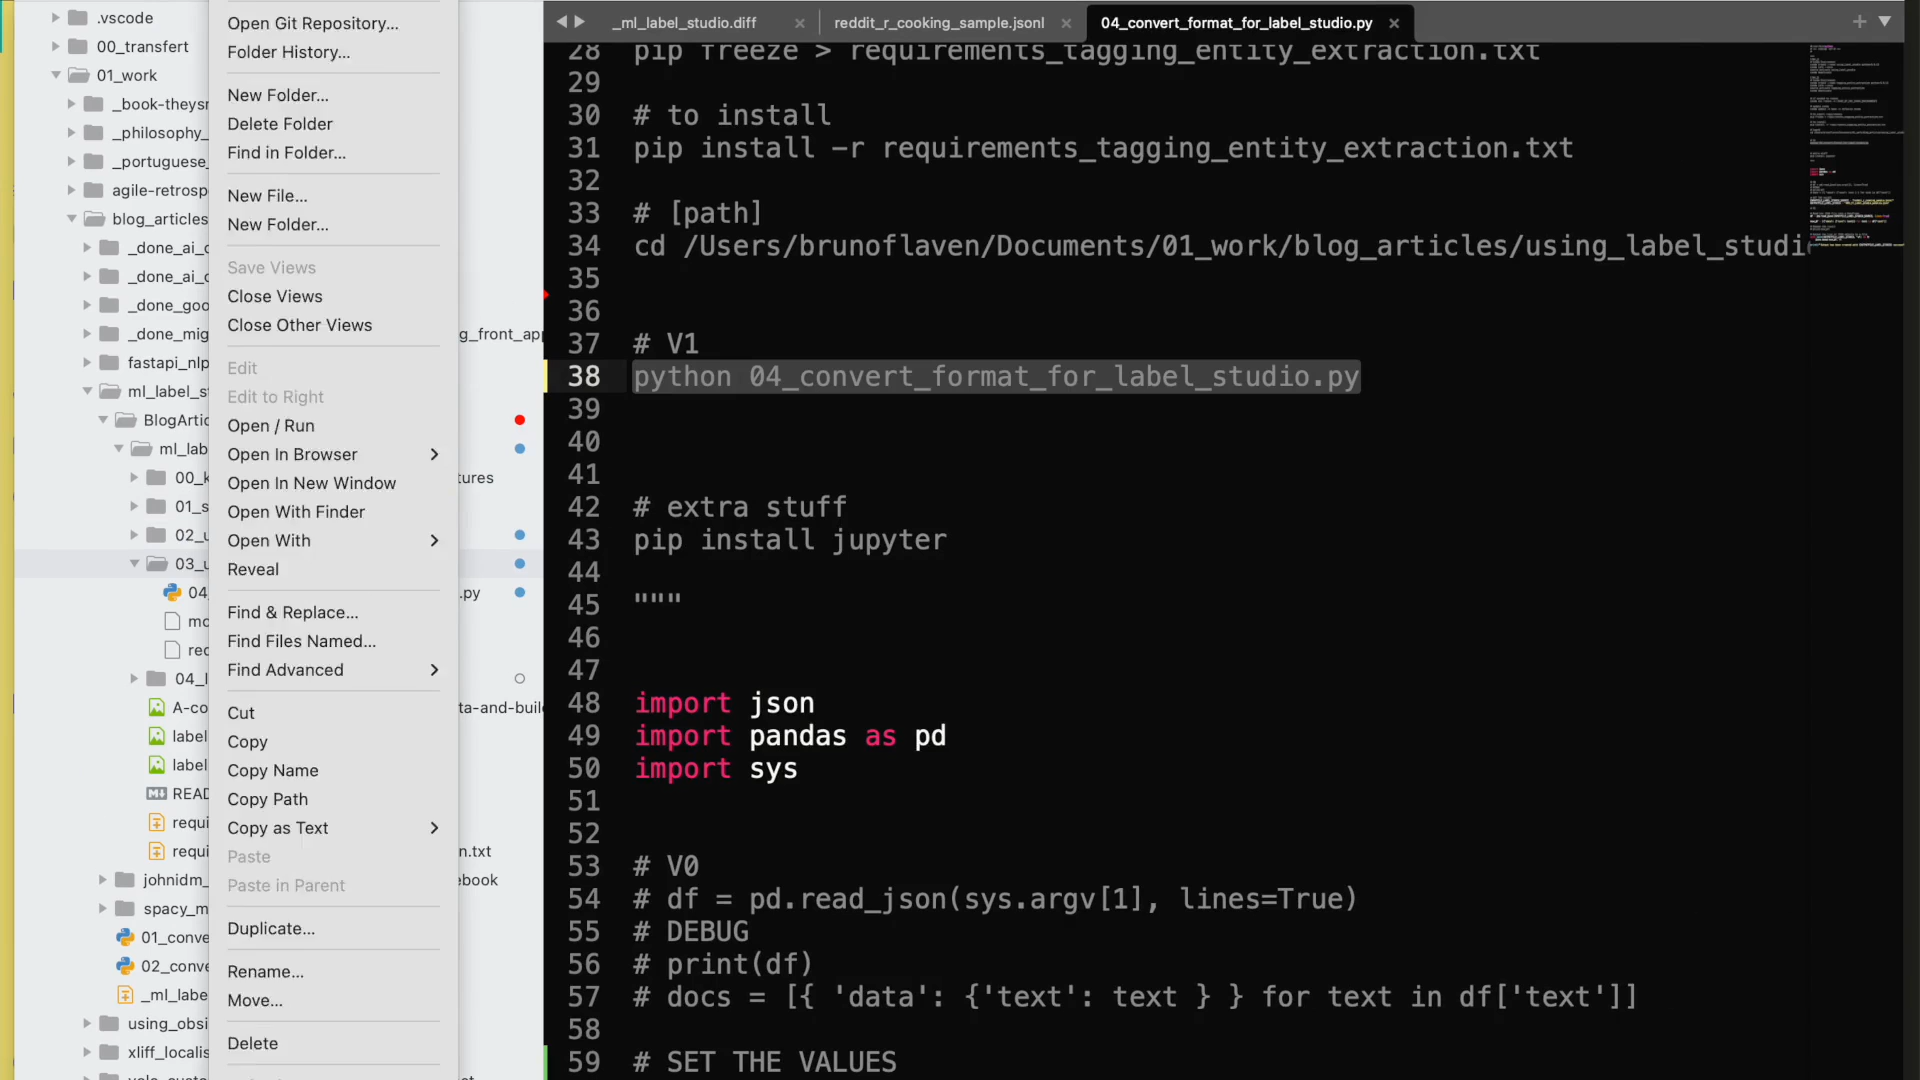 .vscode
00_transfert
01_work
_book-theysr
_philosophy_
_portuguese_
agile-retrosp
blog_articles
_done_ai_c
_done_ai_c
_done_goo
_done_mig
g_front_app
fastapi_nlp
ml_label_st
BlogArtic
ml_lab
00_k
tures
01_s
02_u
03_u
04_
.py
mo
rec
04_l
A-co
ta-and-build
label
label
READ
requi
requi
n.txt
johnidm_
ebook
spacy_m
01_conve
02_conve
_ml_labe
using_obsi
xliff_localis
Open Git Repository...
Folder History...
New Folder...
Delete Folder
Find in Folder...
New File...
New Folder...
Save Views
Close Views
Close Other Views
Edit
Edit to Right
Open / Run
Open In Browser
Open In New Window
Open With Finder
Open With
Reveal
Find & Replace...
Find Files Named...
Find Advanced
Cut
Copy
Copy Name
Copy Path
Copy as Text
Paste
Paste in Parent
Duplicate...
Rename...
Move...
Delete
_ml_label_studio.diff
reddit_r_cooking_sample.jsonl
04_convert_format_for_label_studio.py
28 pip freeze > requirements_tagging_entity_extraction.txt
29
30 # to install
31 pip install -r requirements_tagging_entity_extraction.txt
32
33 # [path]
34 cd /Users/brunoflaven/Documents/01_work/blog_articles/using_label_studi
35
36
37 # V1
38 python 04_convert_format_for_label_studio.py
39
40
41
42 # extra stuff
43 pip install jupyter
44
45 """
46
47
48 import json
49 import pandas as pd
50 import sys
51
52
53 # V0
54 # df = pd.read_json(sys.argv[1], lines=True)
55 # DEBUG
56 # print(df)
57 # docs = [{ 'data': {'text': text } } for text in df['text']]
58
59 # SET THE VALUES